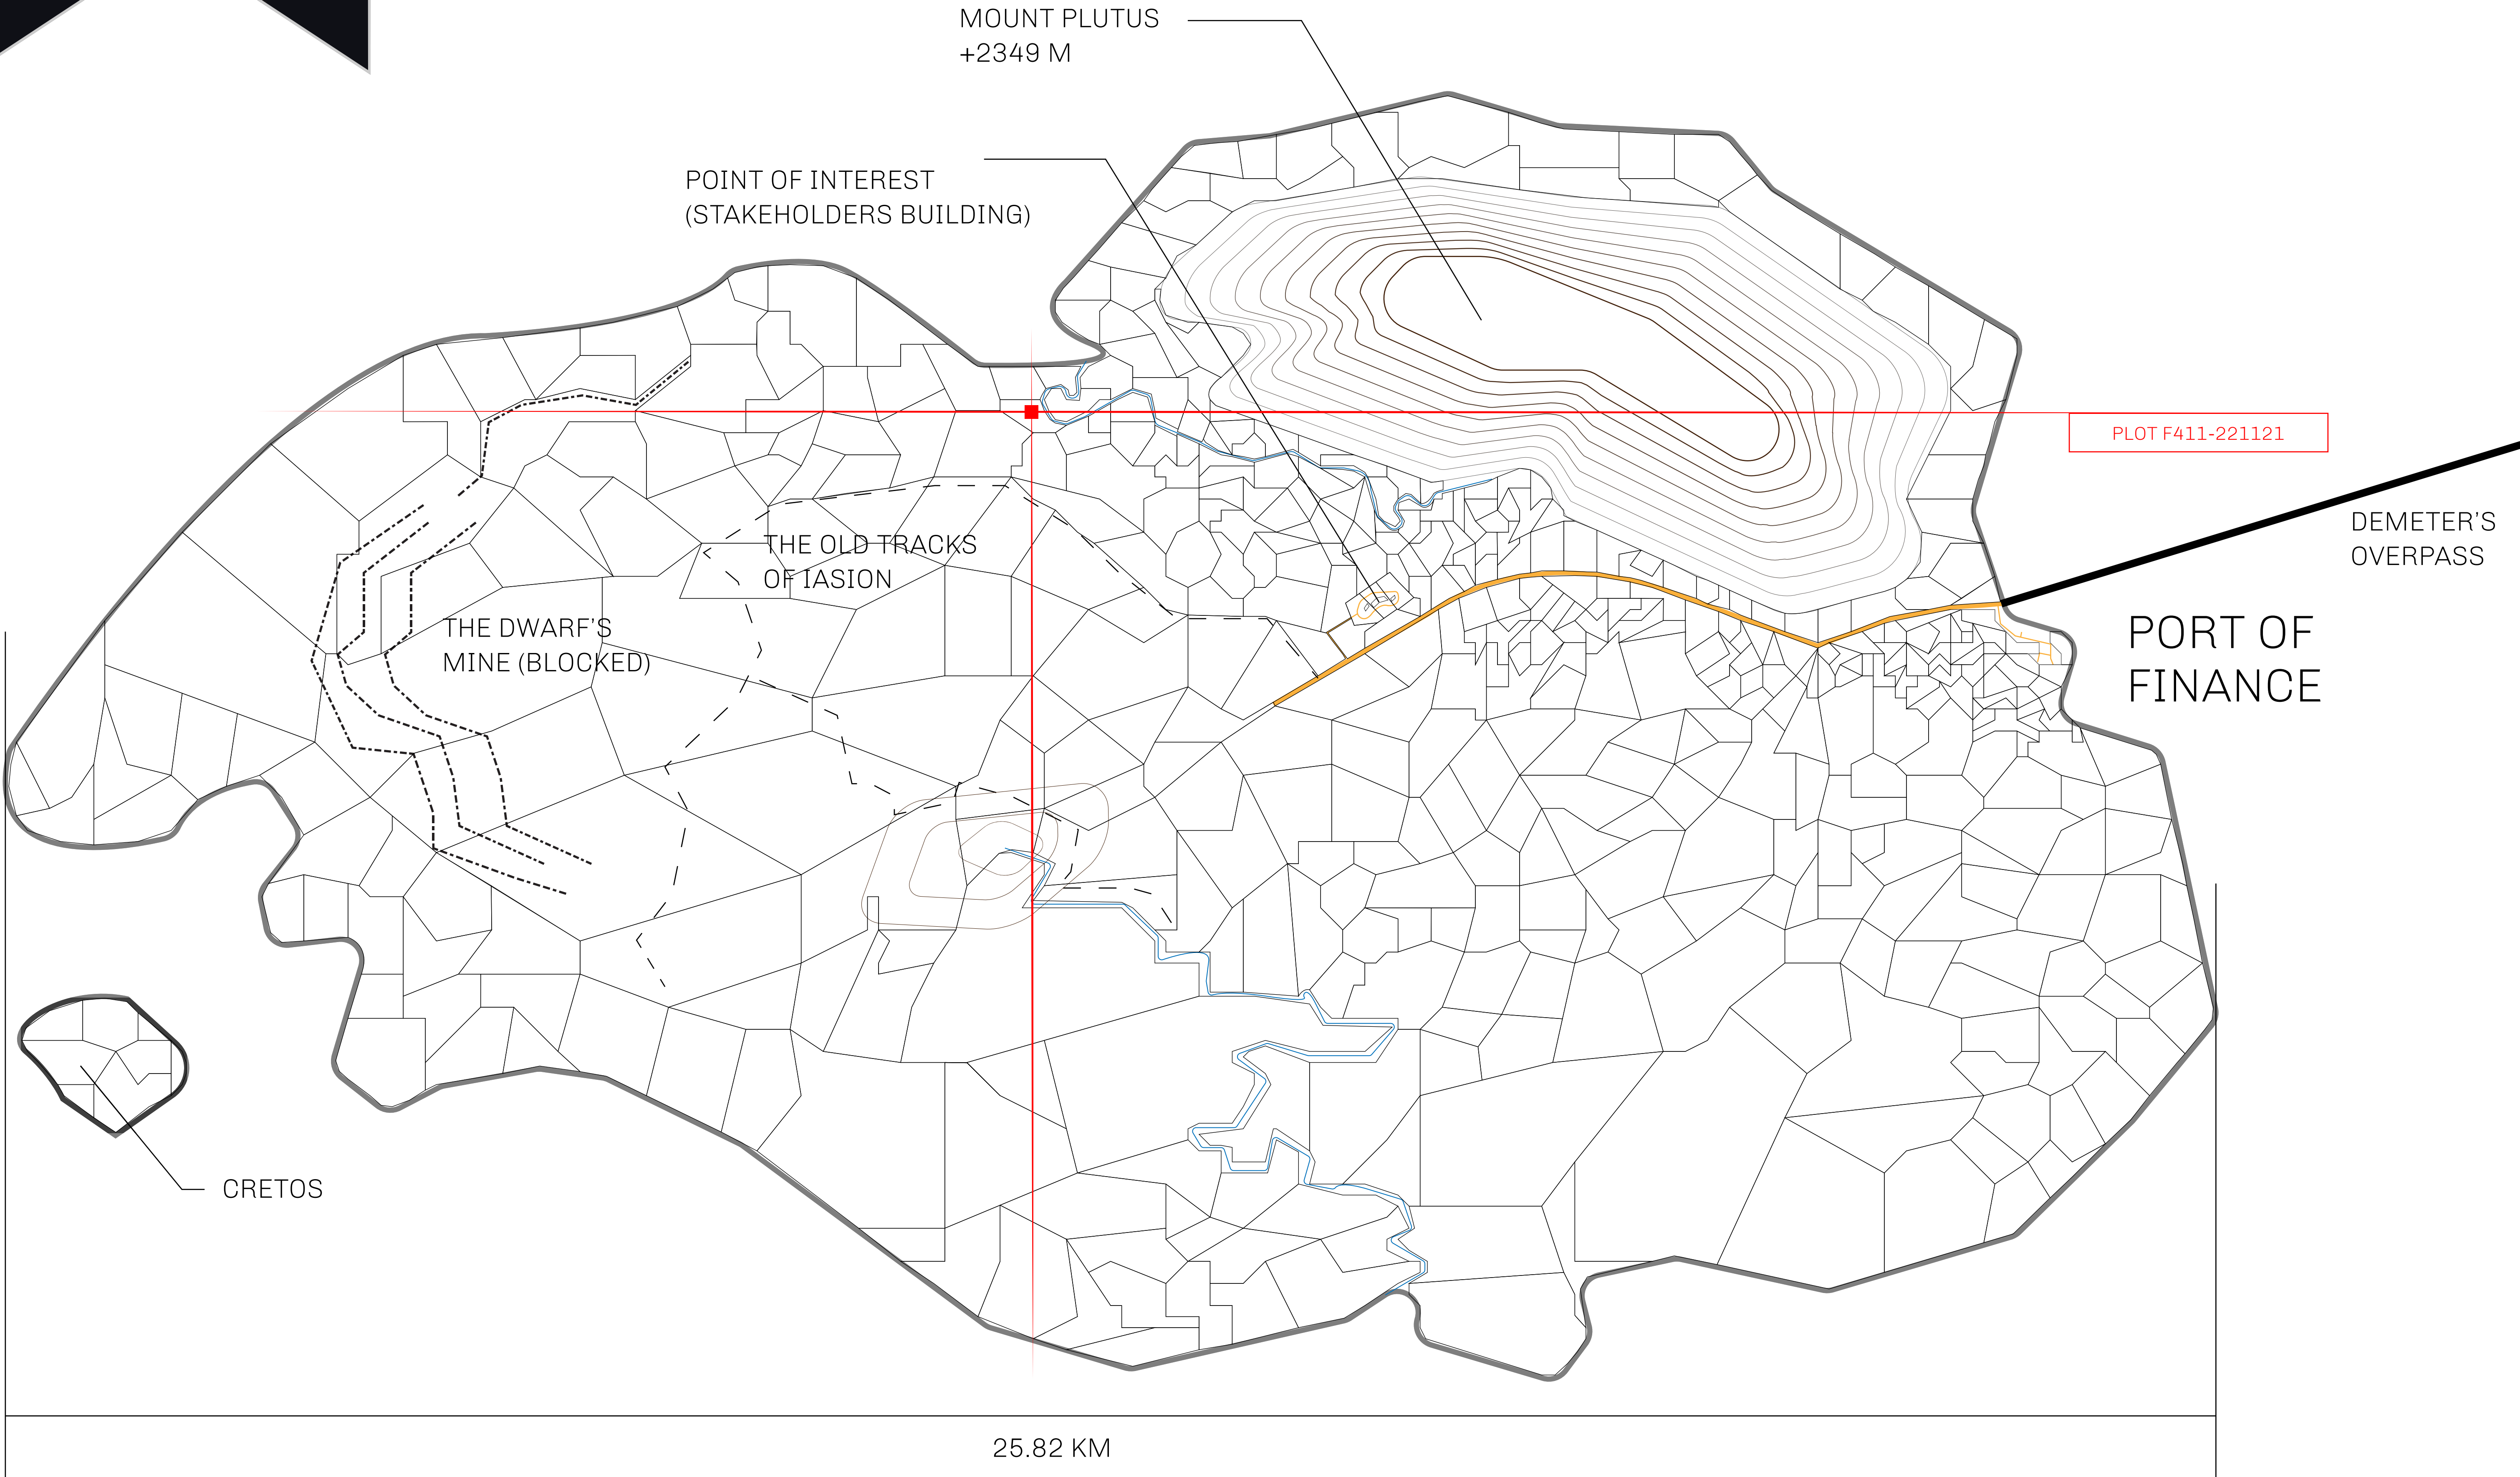 MOUNT PLUTUS
+2349 M
POINT OF INTEREST
(STAKEHOLDERS BUILDING)
PLOT F411-221121
DEMETER'S
OVERPASS
THE OLD TRACKS
OF IASION
THE DWARF'S
MINE (BLOCKED)
PORT OF
FINANCE
CRETOS
25.82 KM